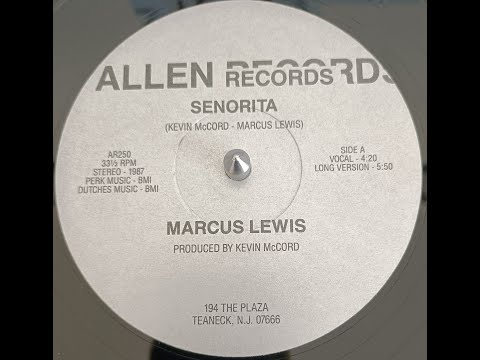 ALLEN RECORDS
RECORDS
SENORITA
(KEVIN McCORD - MARCUS LEWIS)
AR250
33⅓ RPM
STEREO - 1987
PERK MUSIC - BMI
DUTCHES MUSIC - BMI
SIDE A
VOCAL - 4:20
LONG VERSION - 5:50
MARCUS LEWIS
PRODUCED BY KEVIN McCORD
194 THE PLAZA
TEANECK, N.J. 07666